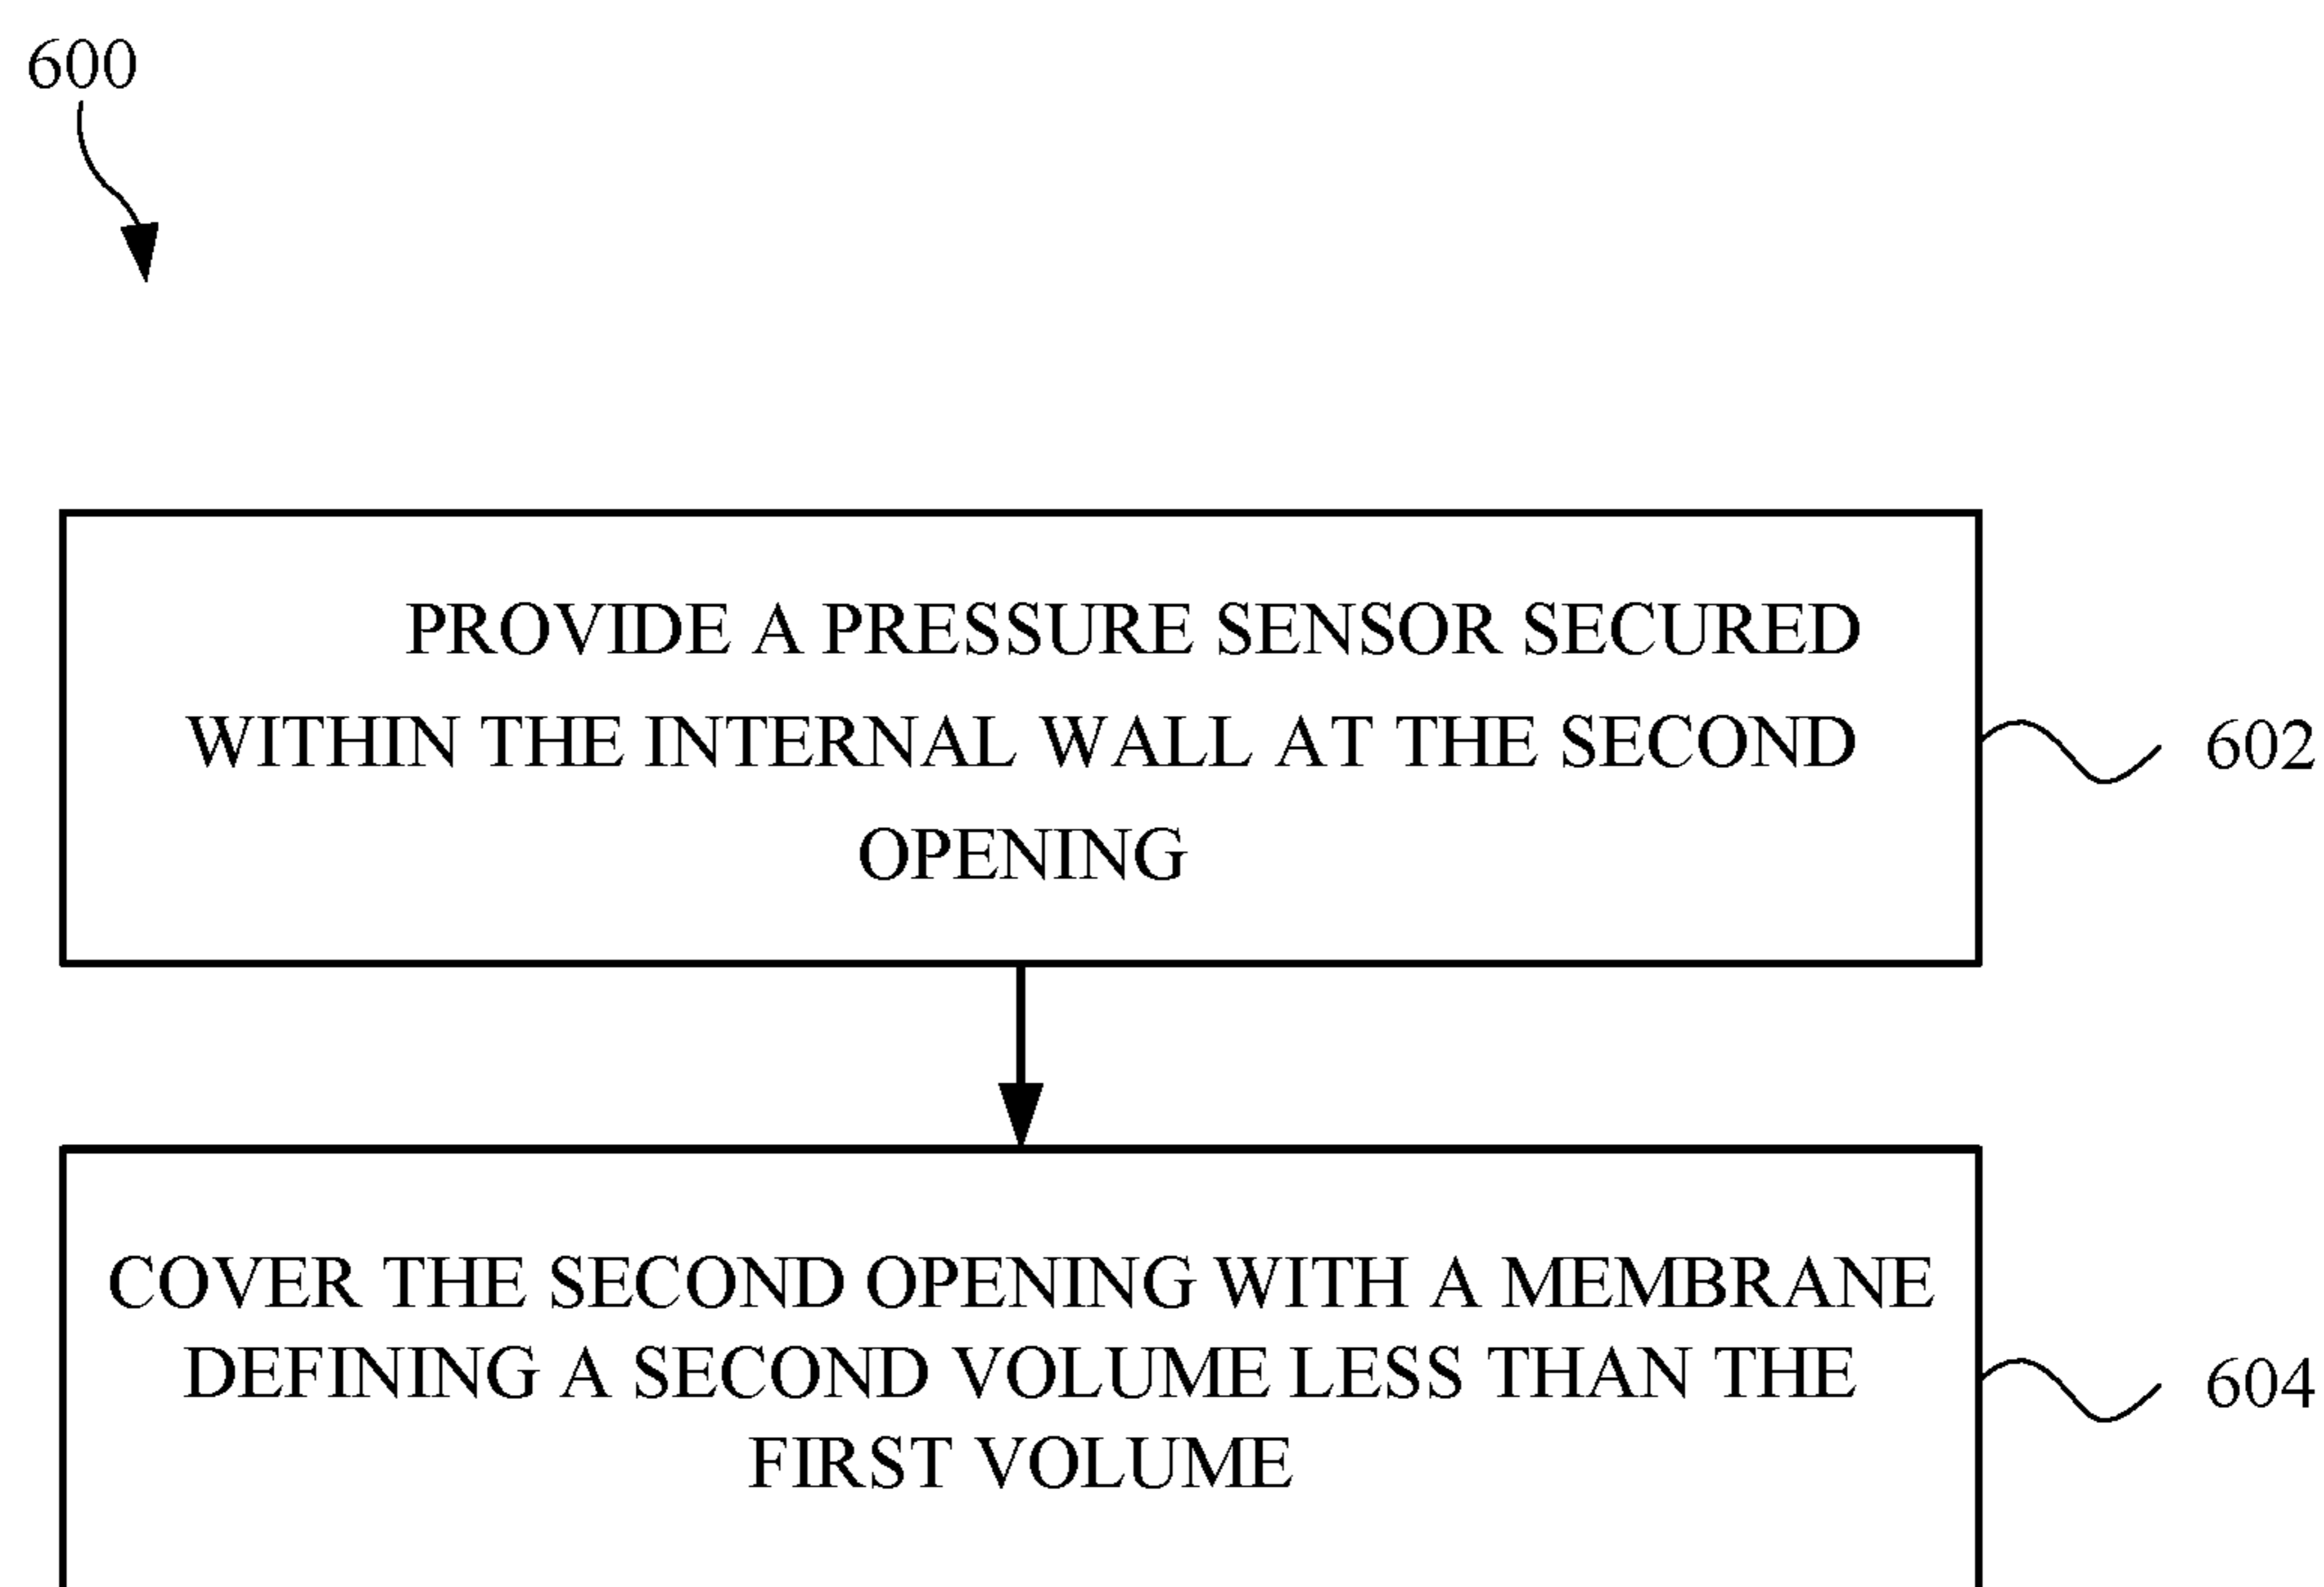 600
PROVIDE A PRESSURE SENSOR SECURED
WITHIN THE INTERNAL WALL AT THE SECOND
OPENING
602
COVER THE SECOND OPENING WITH A MEMBRANE
DEFINING A SECOND VOLUME LESS THAN THE
FIRST VOLUME
604